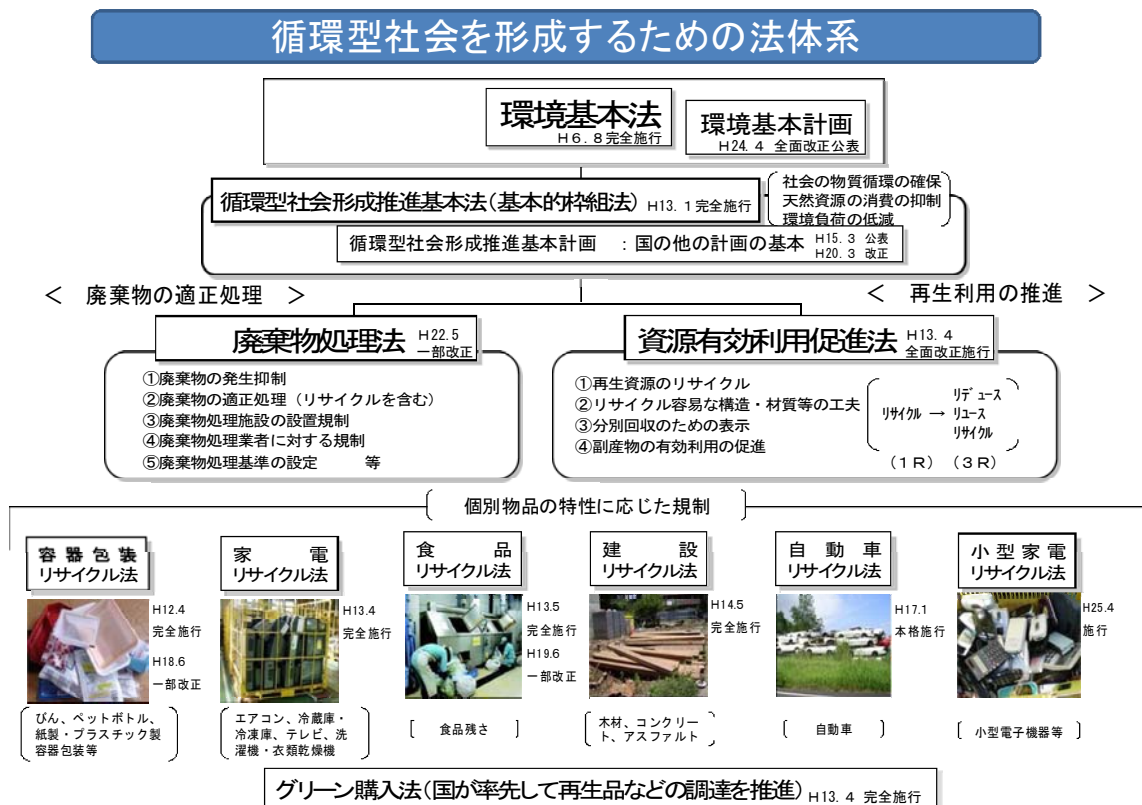 循環型社会を形成するための法体系
環境基本法
H6.8完全施行
環境基本計画
H24.4 全面改正公表
循環型社会形成推進基本法(基本的枠組法) H13.1完全施行
社会の物質循環の確保
天然資源の消費の抑制
環境負荷の低減
循環型社会形成推進基本計画 :国の他の計画の基本 H15.3 公表
H20.3 改正
< 廃棄物の適正処理 >
< 再生利用の推進 >
廃棄物処理法 H22.5
一部改正
①廃棄物の発生抑制
②廃棄物の適正処理(リサイクルを含む)
③廃棄物処理施設の設置規制
④廃棄物処理業者に対する規制
⑤廃棄物処理基準の設定 等
資源有効利用促進法 H13.4
全面改正施行
①再生資源のリサイクル
②リサイクル容易な構造・材質等の工夫
③分別回収のための表示
④副産物の有効利用の促進
リデュース
リサイクル → リユース
リサイクル
(1R) (3R)
個別物品の特性に応じた規制
容器包装
リサイクル法
H12.4
完全施行
H18.6
一部改正
びん、ペットボトル、
紙製・プラスチック製
容器包装等
家電
リサイクル法
H13.4
完全施行
エアコン、冷蔵庫・
冷凍庫、テレビ、洗
濯機・衣類乾燥機
食品
リサイクル法
H13.5
完全施行
H19.6
一部改正
食品残さ
建設
リサイクル法
H14.5
完全施行
木材、コンクリー
ト、アスファルト
自動車
リサイクル法
H17.1
本格施行
自動車
小型家電
リサイクル法
H25.4
施行
小型電子機器等
グリーン購入法(国が率先して再生品などの調達を推進) H13.4 完全施行